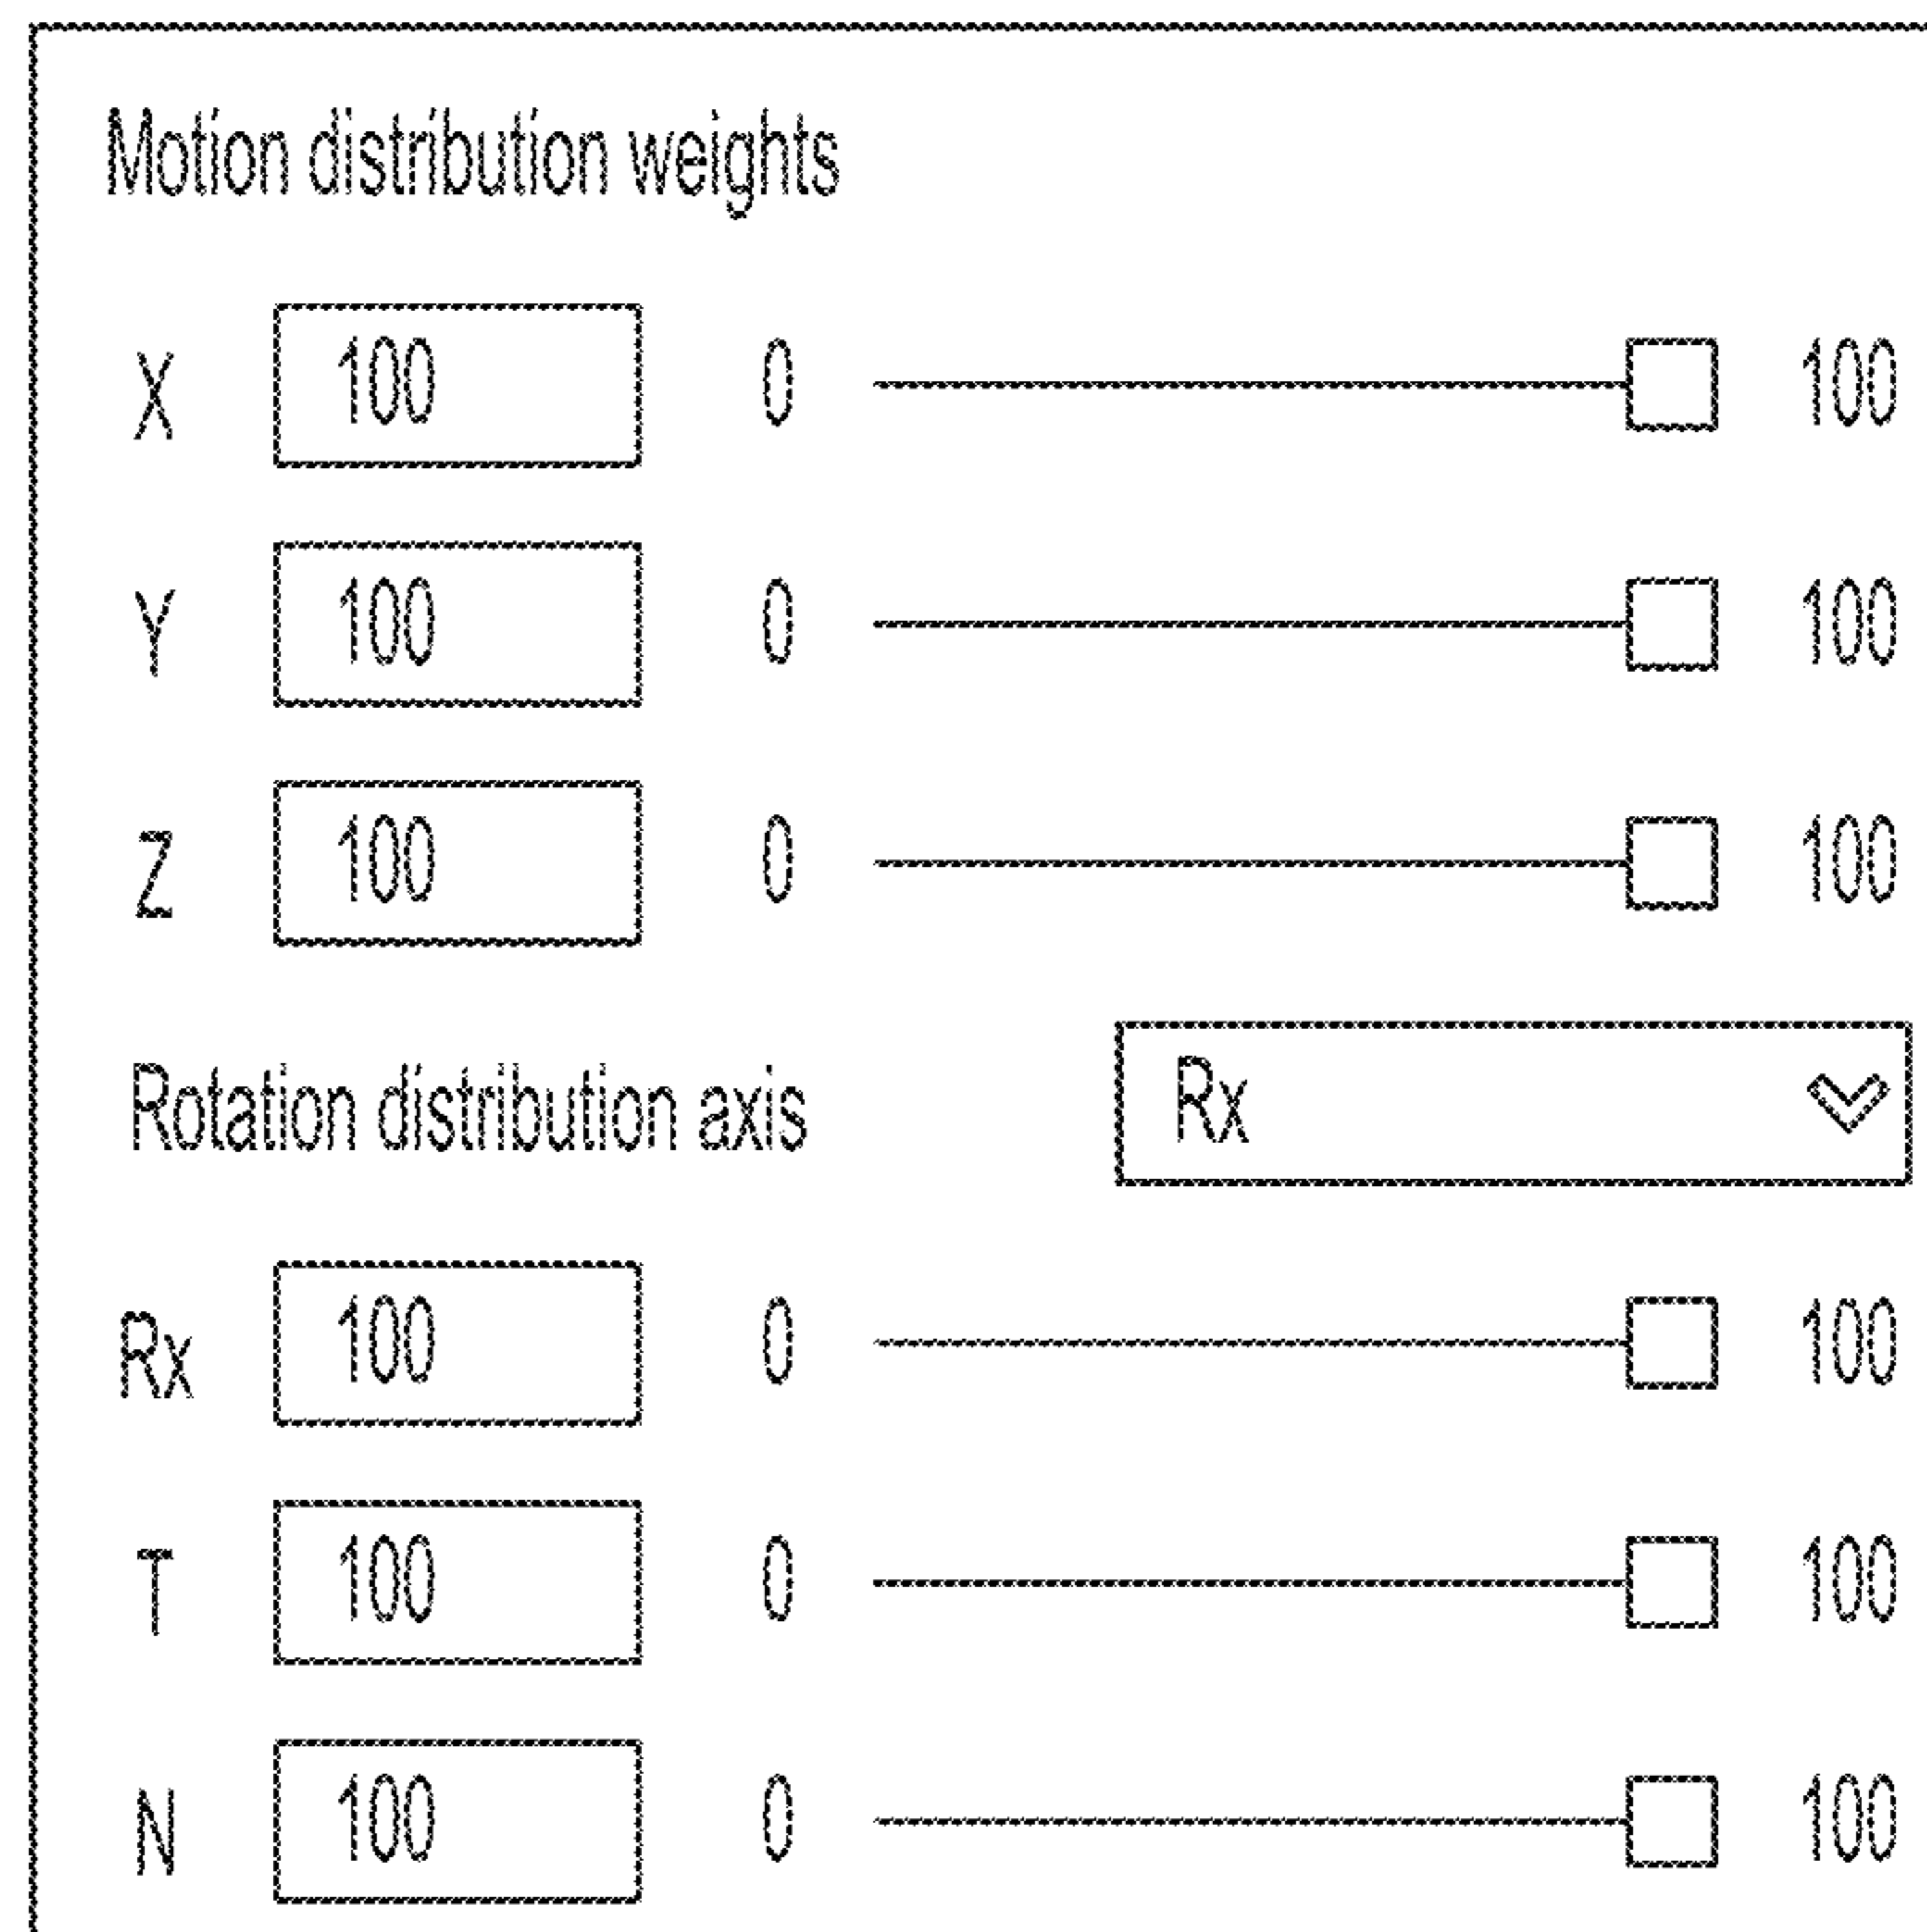 Motion distribution weights
X 100 0 100
Y 100 0 100
Z 100 0 100
Rotation distribution axis Rx
Rx 100 0 100
T 100 0 100
N 100 0 100